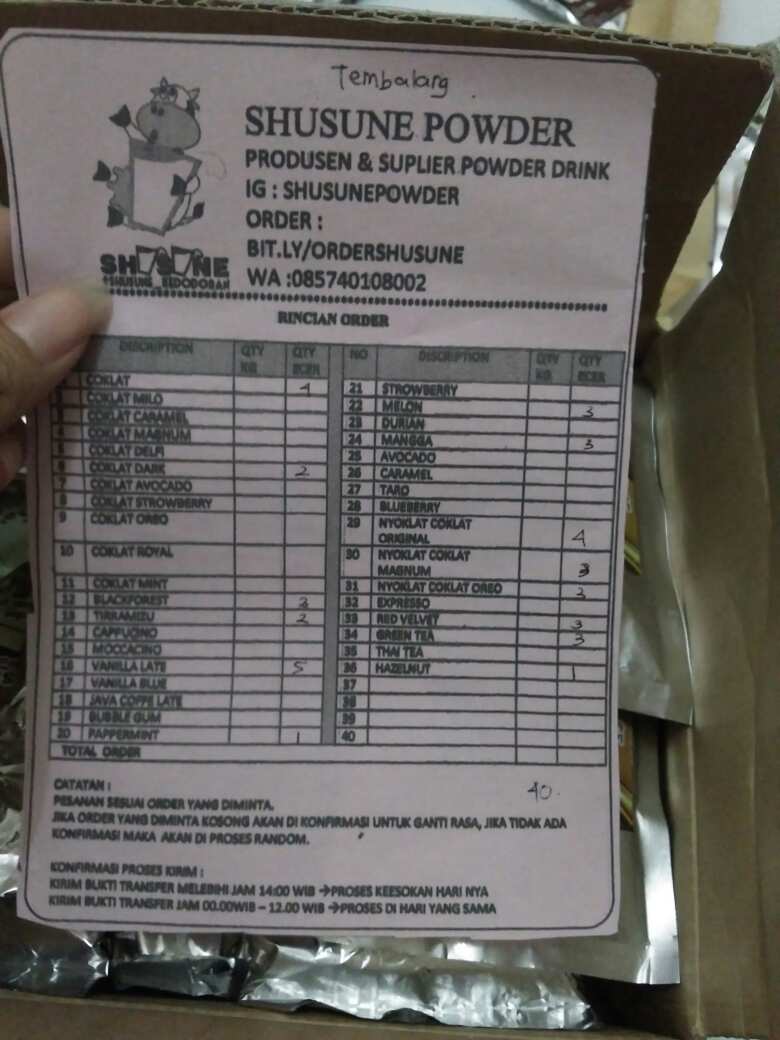 Tembalang
SHUSUNE POWDER
PRODUSEN & SUPLIER POWDER DRINK
IG : SHUSUNEPOWDER
ORDER :
BIT.LY/ORDERSHUSUNE
WA :085740108002
SHUSUNE
RINCIAN ORDER
DESCRIPTION QTY KG QTY ECER
COKLAT 4
COKLAT MILO
3 COKLAT CARAMEL
4 COKLAT MAGNUM
5 COKLAT DELFI
6 COKLAT DARK 2
7 COKLAT AVOCADO
8 COKLAT STROWBERRY
9 COKLAT OREO
10 COKLAT ROYAL
11 COKLAT MINT
12 BLACKFOREST 3
13 TIRRAMIZU 2
14 CAPPUCINO
15 MOCCACINO
16 VANILLA LATE 5
17 VANILLA BLUE
18 JAVA COFFE LATE
19 BUBBLE GUM
20 PAPPERMINT 1
TOTAL ORDER
NO DESCRIPTION QTY KG QTY ECER
21 STROWBERRY
22 MELON 3
23 DURIAN
24 MANGGA 3
25 AVOCADO
26 CARAMEL
27 TARO
28 BLUEBERRY
29 NYOKLAT COKLAT
ORIGINAL 4
30 NYOKLAT COKLAT
MAGNUM 3
31 NYOKLAT COKLAT OREO 3
32 EXPRESSO
33 RED VELVET 3
34 GREEN TEA 3
35 THAI TEA
36 HAZELNUT 1
37
38
39
40
40.
CATATAN :
PESANAN SESUAI ORDER YANG DIMINTA.
JIKA ORDER YANG DIMINTA KOSONG AKAN DI KONFIRMASI UNTUK GANTI RASA, JIKA TIDAK ADA
KONFIRMASI MAKA AKAN DI PROSES RANDOM.
KONFIRMASI PROSES KIRIM :
KIRIM BUKTI TRANSFER MELEBIHI JAM 14:00 WIB →PROSES KEESOKAN HARI NYA
KIRIM BUKTI TRANSFER JAM 00.00WIB – 12.00 WIB →PROSES DI HARI YANG SAMA